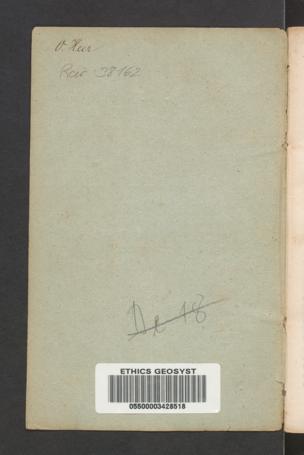 O. Heer
Rar 38162
De 18
ETHICS GEOSYST
05500003428518